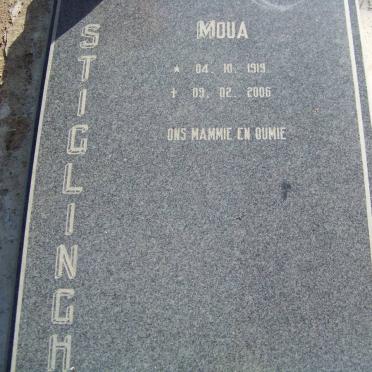 STIGLINGH
MOUA
* 04. 10. 1919
† 09. 02. 2006
ONS MAMMIE EN OUMIE